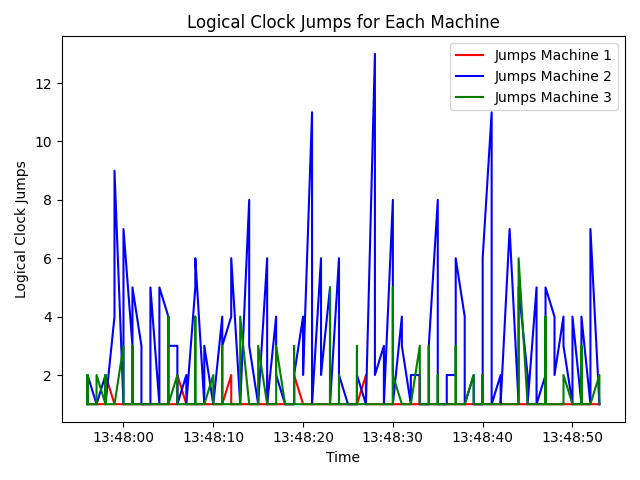 Logical Clock Jumps for Each Machine
Jumps Machine 1
Jumps Machine 2
Jumps Machine 3
Logical Clock Jumps
12
10
8
6
4
2
13:48:00
13:48:10
13:48:20
13:48:30
13:48:40
13:48:50
Time